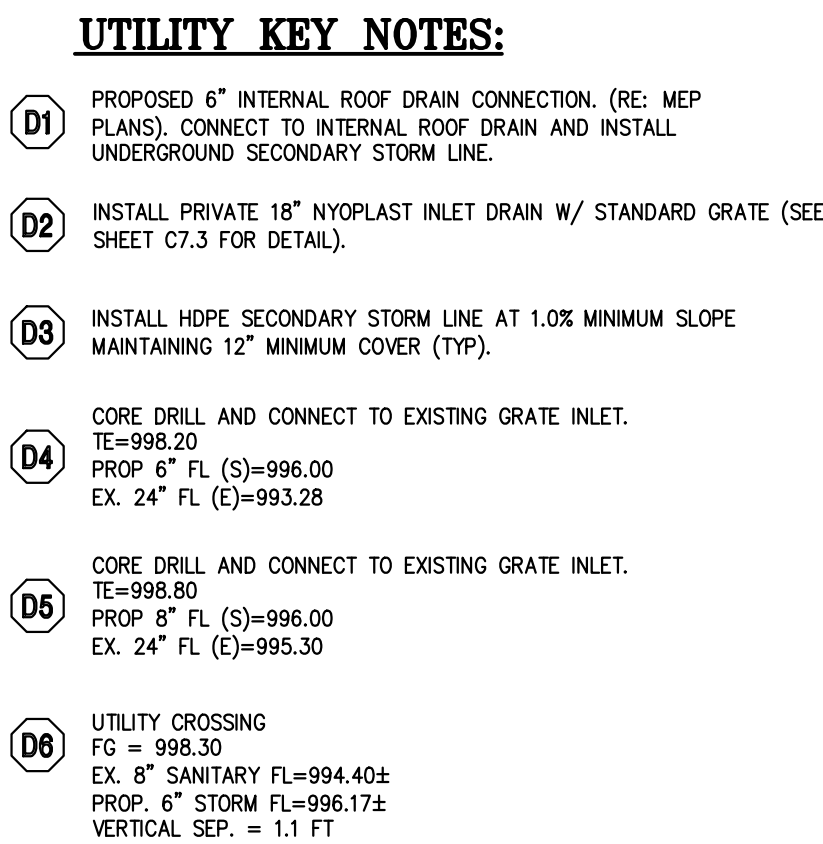 UTILITY KEY NOTES:
D1
PROPOSED 6" INTERNAL ROOF DRAIN CONNECTION. (RE: MEP
PLANS). CONNECT TO INTERNAL ROOF DRAIN AND INSTALL
UNDERGROUND SECONDARY STORM LINE.
D2
INSTALL PRIVATE 18" NYOPLAST INLET DRAIN W/ STANDARD GRATE (SEE
SHEET C7.3 FOR DETAIL).
D3
INSTALL HDPE SECONDARY STORM LINE AT 1.0% MINIMUM SLOPE
MAINTAINING 12" MINIMUM COVER (TYP).
D4
CORE DRILL AND CONNECT TO EXISTING GRATE INLET.
TE=998.20
PROP 6" FL (S)=996.00
EX. 24" FL (E)=993.28
D5
CORE DRILL AND CONNECT TO EXISTING GRATE INLET.
TE=998.80
PROP 8" FL (S)=996.00
EX. 24" FL (E)=995.30
D6
UTILITY CROSSING
FG = 998.30
EX. 8" SANITARY FL=994.40±
PROP. 6" STORM FL=996.17±
VERTICAL SEP. = 1.1 FT